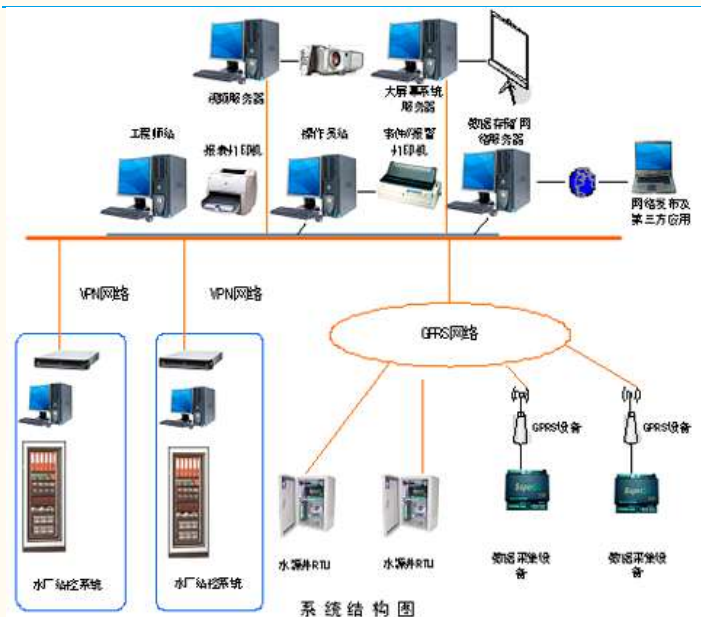 视频服务器
大屏幕系统
服务器
工程师站
报表打印机
操作员站
事件/报警
打印机
数据存储/网
络服务器
网络发布及
第三方应用
VPN网络
VPN网络
GPRS网络
GPRS设备
GPRS设备
水厂站控系统
水厂站控系统
水源井RTU
水源井RTU
数据采集设
备
数据采集设
备
系统结构图